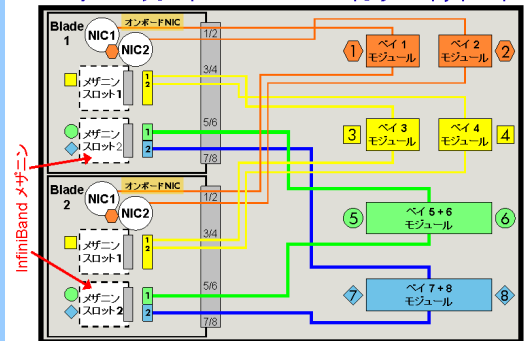 Blade
1
オンボードNIC
NIC1
NIC2
1/2
3/4
5/6
7/8
メザニン
スロット1
1
2
メザニン
スロット2
1
2
Blade
2
オンボードNIC
NIC1
NIC2
1/2
3/4
5/6
7/8
メザニン
スロット1
1
2
メザニン
スロット2
1
2
InfiniBand メザニン
1
ベイ 1
モジュール
ベイ 2
モジュール
2
3
ベイ 3
モジュール
ベイ 4
モジュール
4
5
ベイ 5 + 6
モジュール
6
7
ベイ 7 + 8
モジュール
8